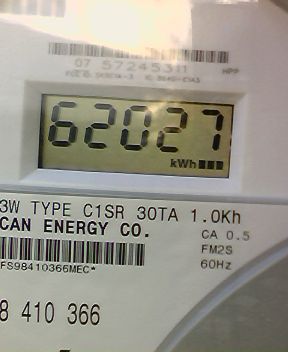 07 57245311 HPP
62027
kWh
3W TYPE C1SR 30TA 1.0Kh
CAN ENERGY CO.
CA 0.5
FM2S
FS98410366MEC*
60Hz
8 410 366